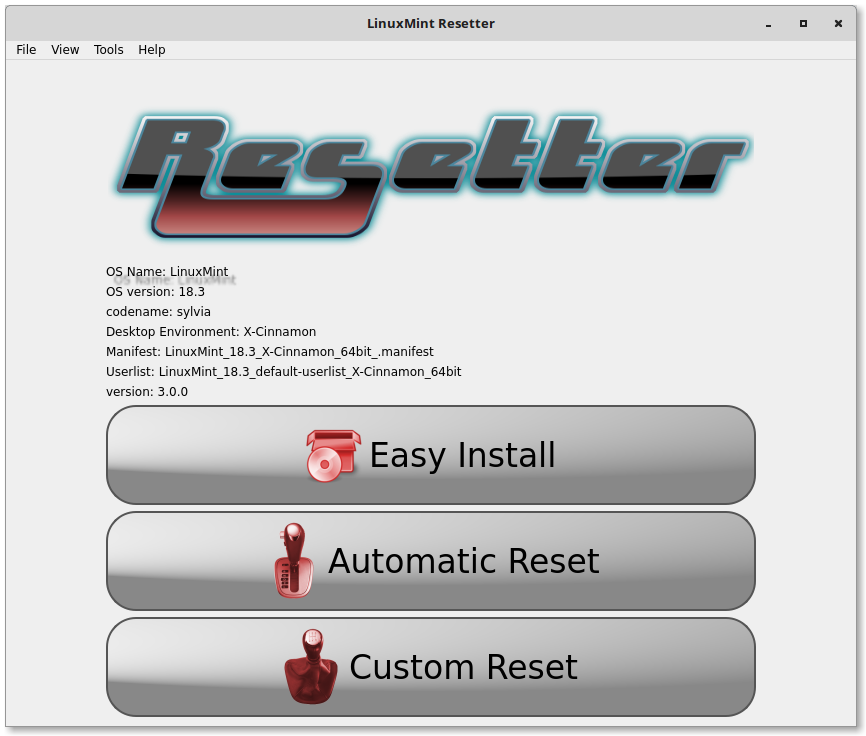 LinuxMint Resetter
File View Tools Help
Resetter
OS Name: LinuxMint
OS version: 18.3
codename: sylvia
Desktop Environment: X-Cinnamon
Manifest: LinuxMint_18.3_X-Cinnamon_64bit_.manifest
Userlist: LinuxMint_18.3_default-userlist_X-Cinnamon_64bit
version: 3.0.0
Easy Install
Automatic Reset
Custom Reset